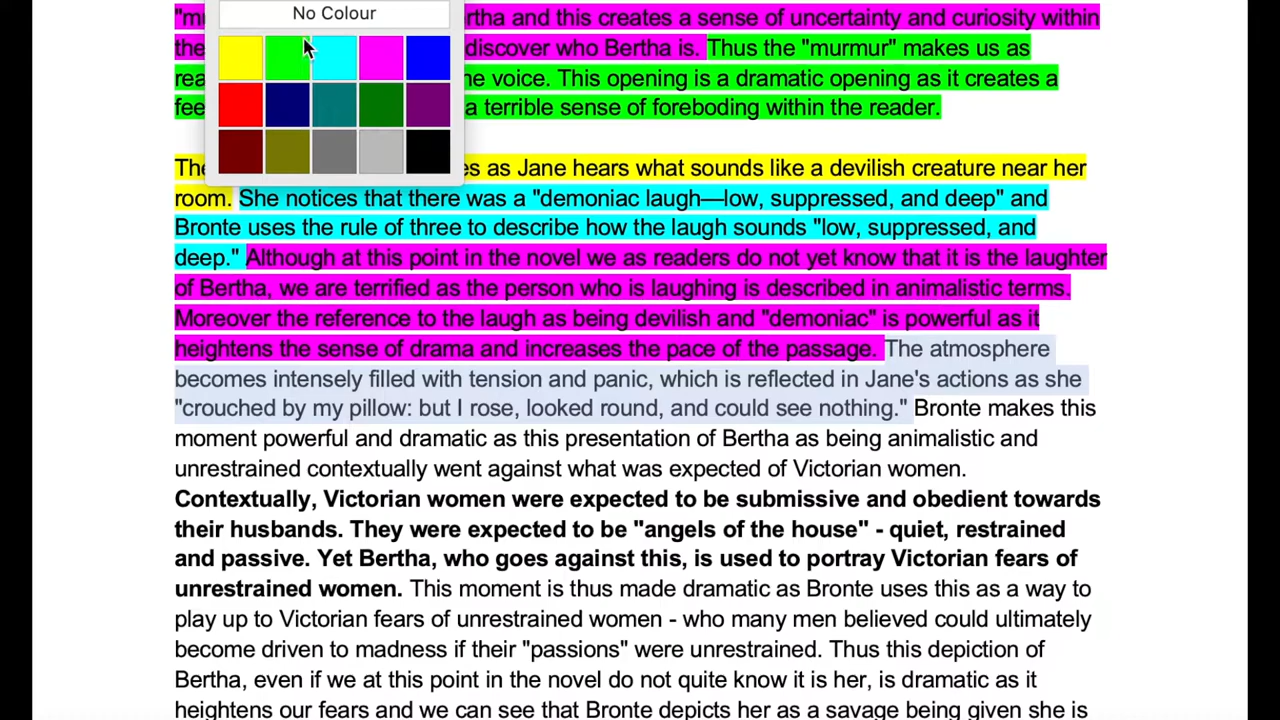 No Colour
"mu
rtha and this creates a sense of uncertainty and curiosity within
the
discover who Bertha is. Thus the "murmur" makes us as
rea
he voice. This opening is a dramatic opening as it creates a
fee
a terrible sense of foreboding within the reader.
The
es as Jane hears what sounds like a devilish creature near her
room. She notices that there was a "demoniac laugh—low, suppressed, and deep" and
Bronte uses the rule of three to describe how the laugh sounds "low, suppressed, and
deep." Although at this point in the novel we as readers do not yet know that it is the laughter
of Bertha, we are terrified as the person who is laughing is described in animalistic terms.
Moreover the reference to the laugh as being devilish and "demoniac" is powerful as it
heightens the sense of drama and increases the pace of the passage. The atmosphere
becomes intensely filled with tension and panic, which is reflected in Jane's actions as she
"crouched by my pillow: but I rose, looked round, and could see nothing." Bronte makes this
moment powerful and dramatic as this presentation of Bertha as being animalistic and
unrestrained contextually went against what was expected of Victorian women.
Contextually, Victorian women were expected to be submissive and obedient towards
their husbands. They were expected to be "angels of the house" - quiet, restrained
and passive. Yet Bertha, who goes against this, is used to portray Victorian fears of
unrestrained women. This moment is thus made dramatic as Bronte uses this as a way to
play up to Victorian fears of unrestrained women - who many men believed could ultimately
become driven to madness if their "passions" were unrestrained. Thus this depiction of
Bertha, even if we at this point in the novel do not quite know it is her, is dramatic as it
heightens our fears and we can see that Bronte depicts her as a savage being given she is